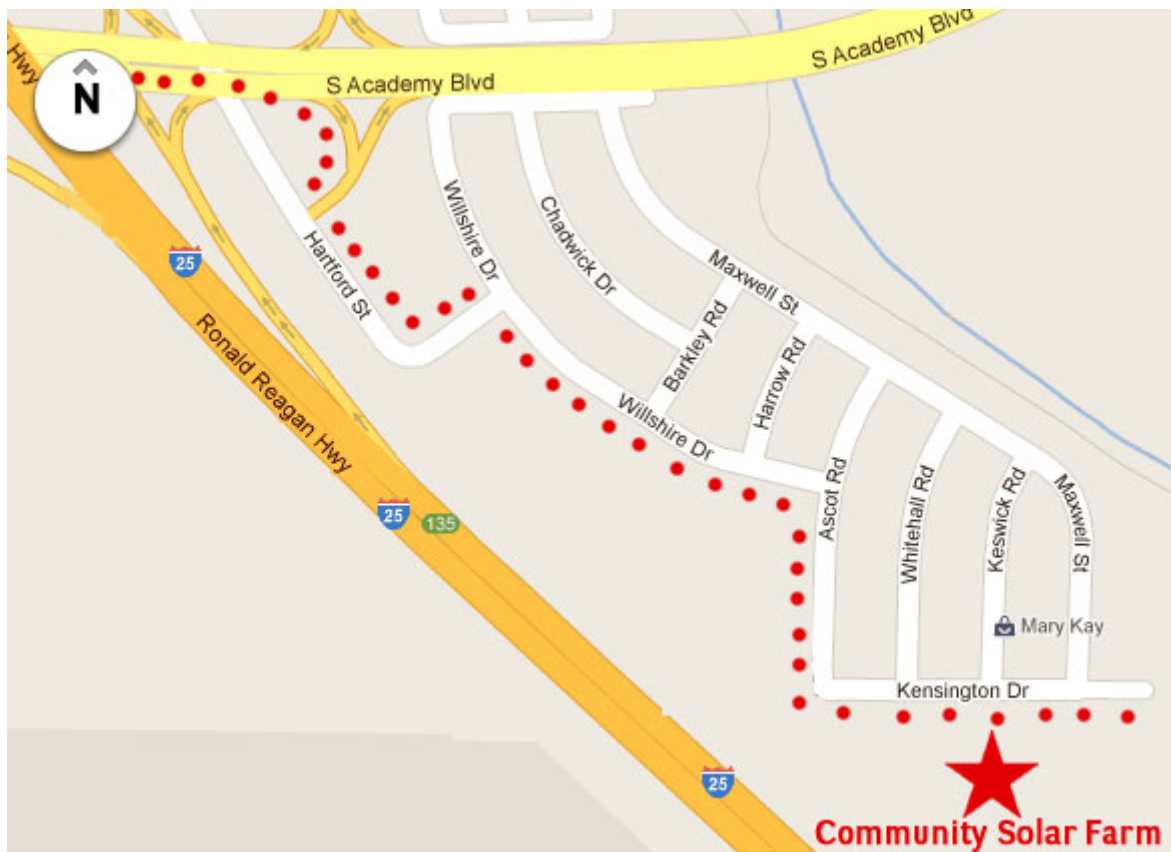 S Academy Blvd
S Academy Blvd
Hwy
N
Willshire Dr
Chadwick Dr
Maxwell St
Hartford St
25
Barkley Rd
Harrow Rd
Ronald Reagan Hwy
Willshire Dr
Ascot Rd
Whitehall Rd
Keswick Rd
Maxwell St
25
135
Mary Kay
Kensington Dr
25
Community Solar Farm